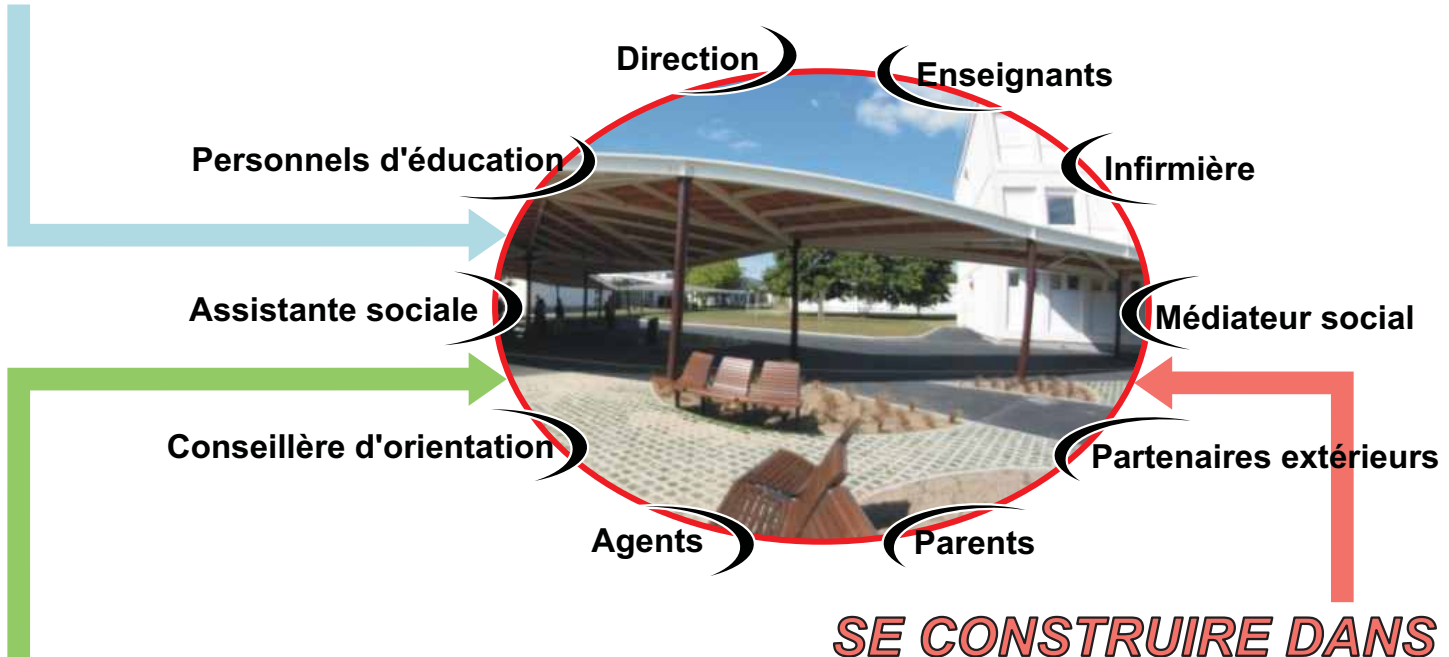 Direction
Enseignants
Personnels d'éducation
Infirmière
Assistante sociale
Médiateur social
Conseillère d'orientation
Partenaires extérieurs
Agents
Parents
SE CONSTRUIRE DANS